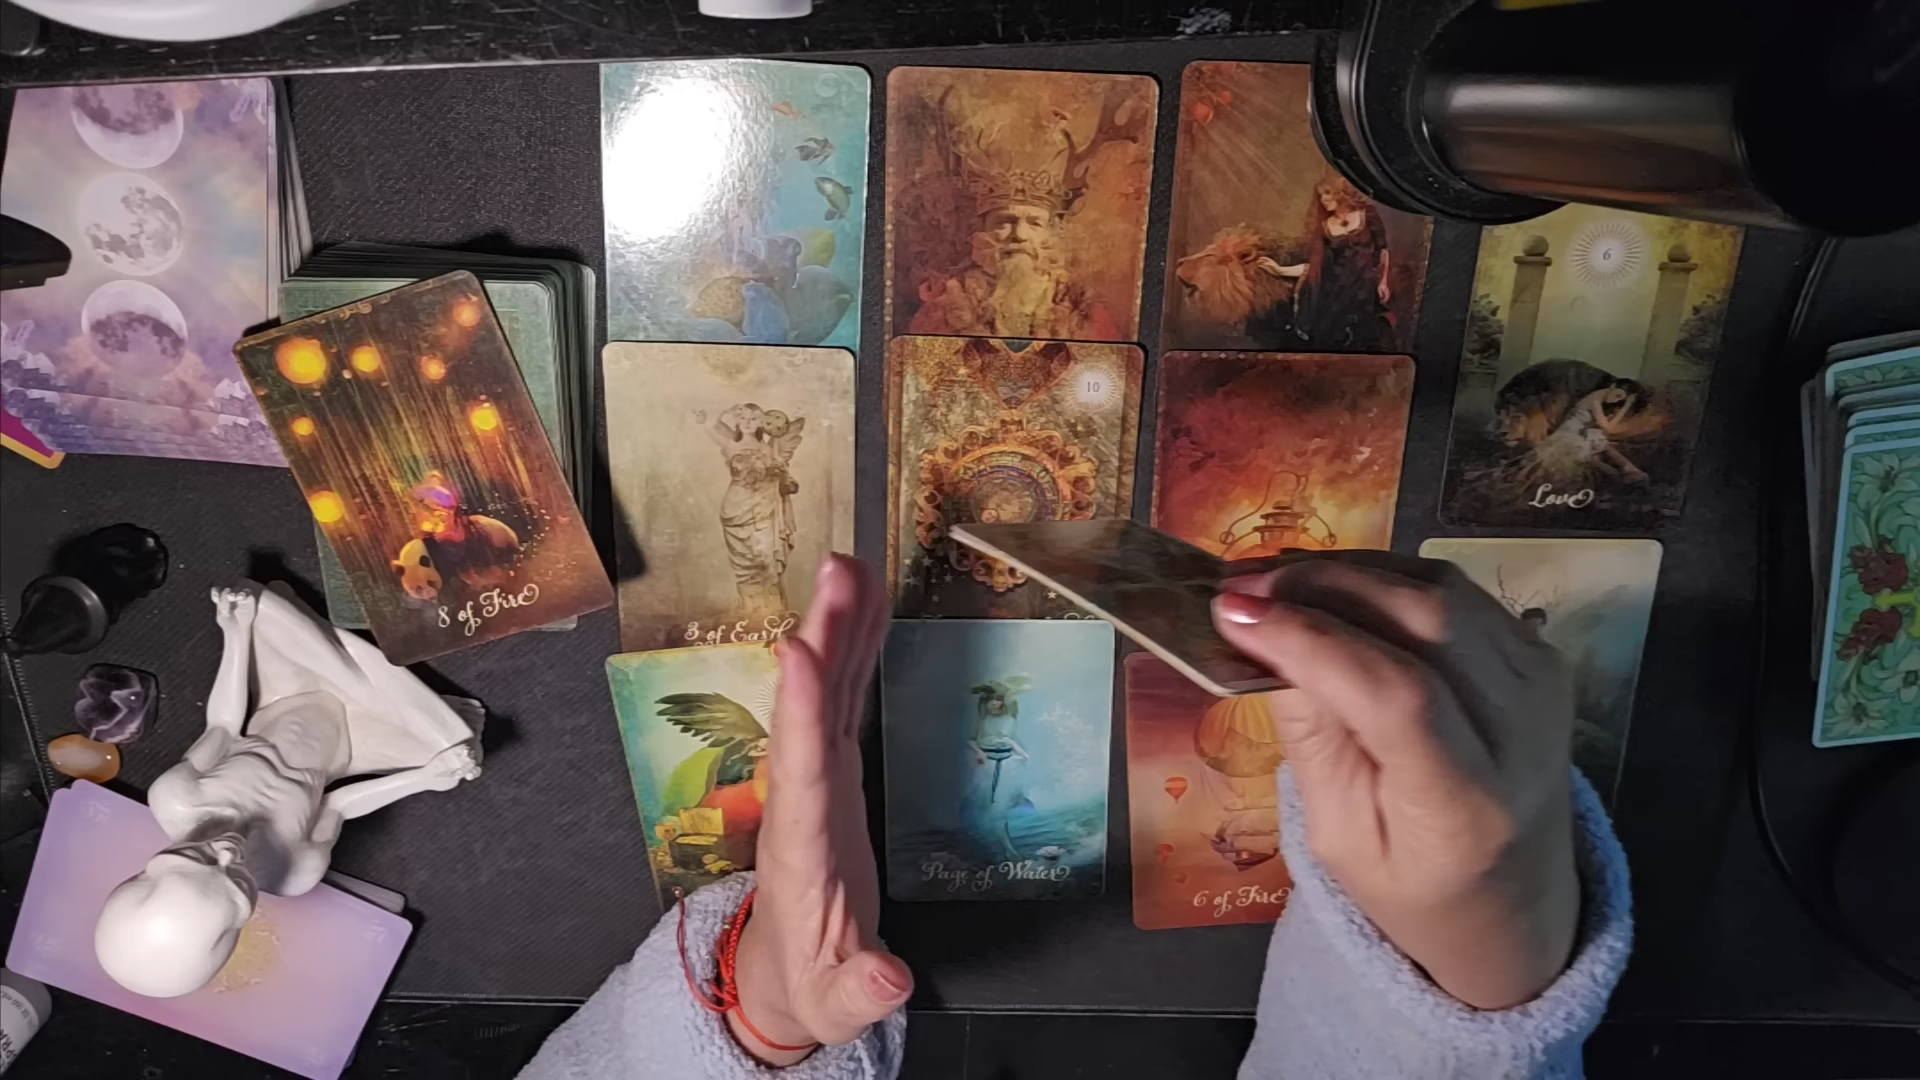 6
10
Love
8 of Fire
3 of Earth
Page of Water
6 of Fire